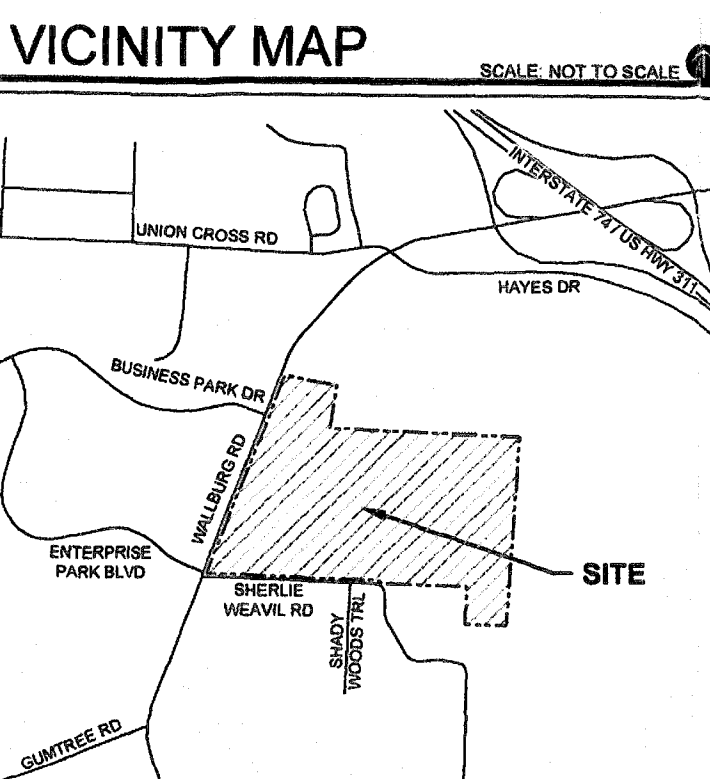 VICINITY MAP
SCALE: NOT TO SCALE
INTERSTATE 74 / US HWY 311
UNION CROSS RD
HAYES DR
BUSINESS PARK DR
WALLBURG RD
ENTERPRISE
PARK BLVD
SITE
SHERLIE
WEAVIL RD
SHADY
WOODS TRL
GUMTREE RD